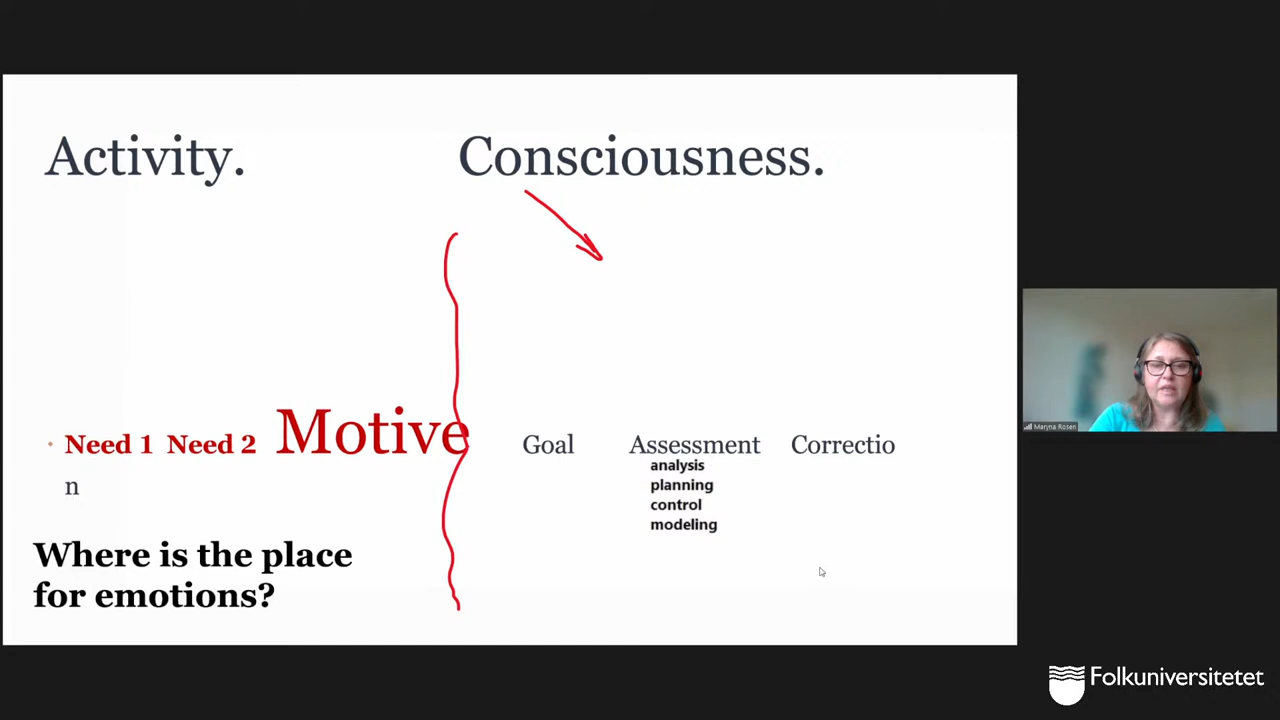 Activity. Consciousness.
Need 1 Need 2 Motive Goal Assessment Correctio
n
analysis
planning
control
modeling
Where is the place
for emotions?
Maryna Rosen
Folkuniversitetet